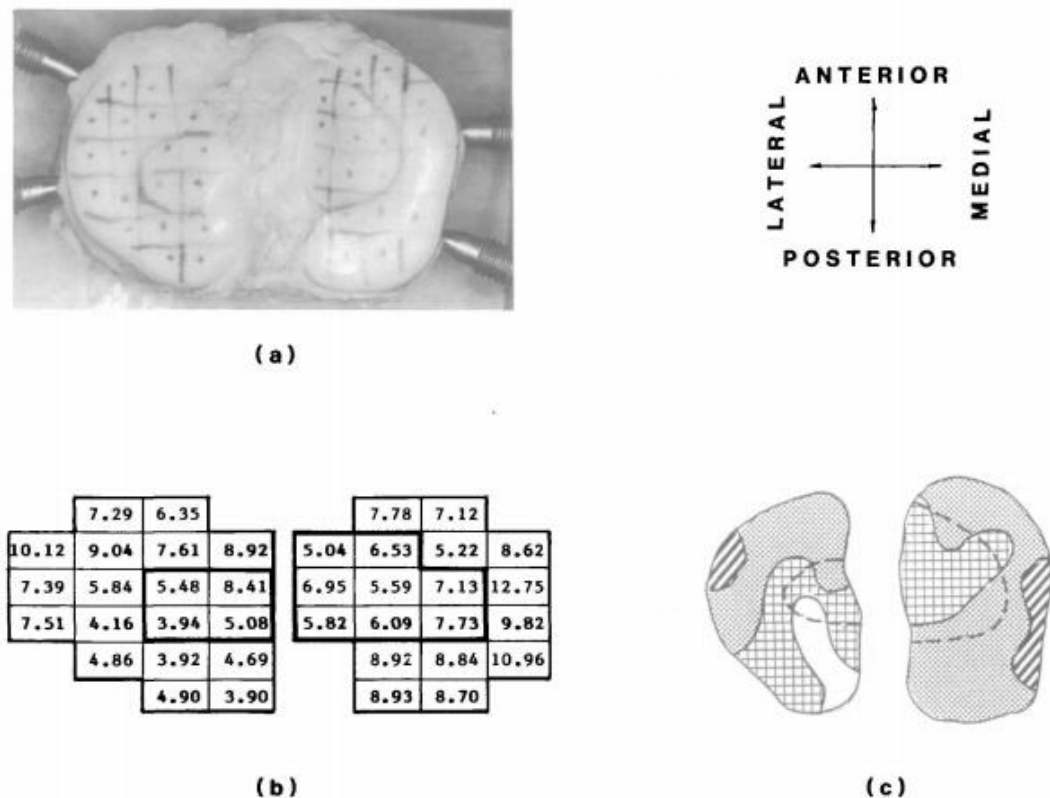 ANTERIOR
LATERAL
MEDIAL
POSTERIOR
(a)
7.29 6.35 7.78 7.12
10.12 9.04 7.61 8.92 5.04 6.53 5.22 8.62
7.39 5.84 5.48 8.41 6.95 5.59 7.13 12.75
7.51 4.16 3.94 5.08 5.82 6.09 7.73 9.82
4.86 3.92 4.69 8.92 8.84 10.96
4.90 3.90 8.93 8.70
(b)
(c)